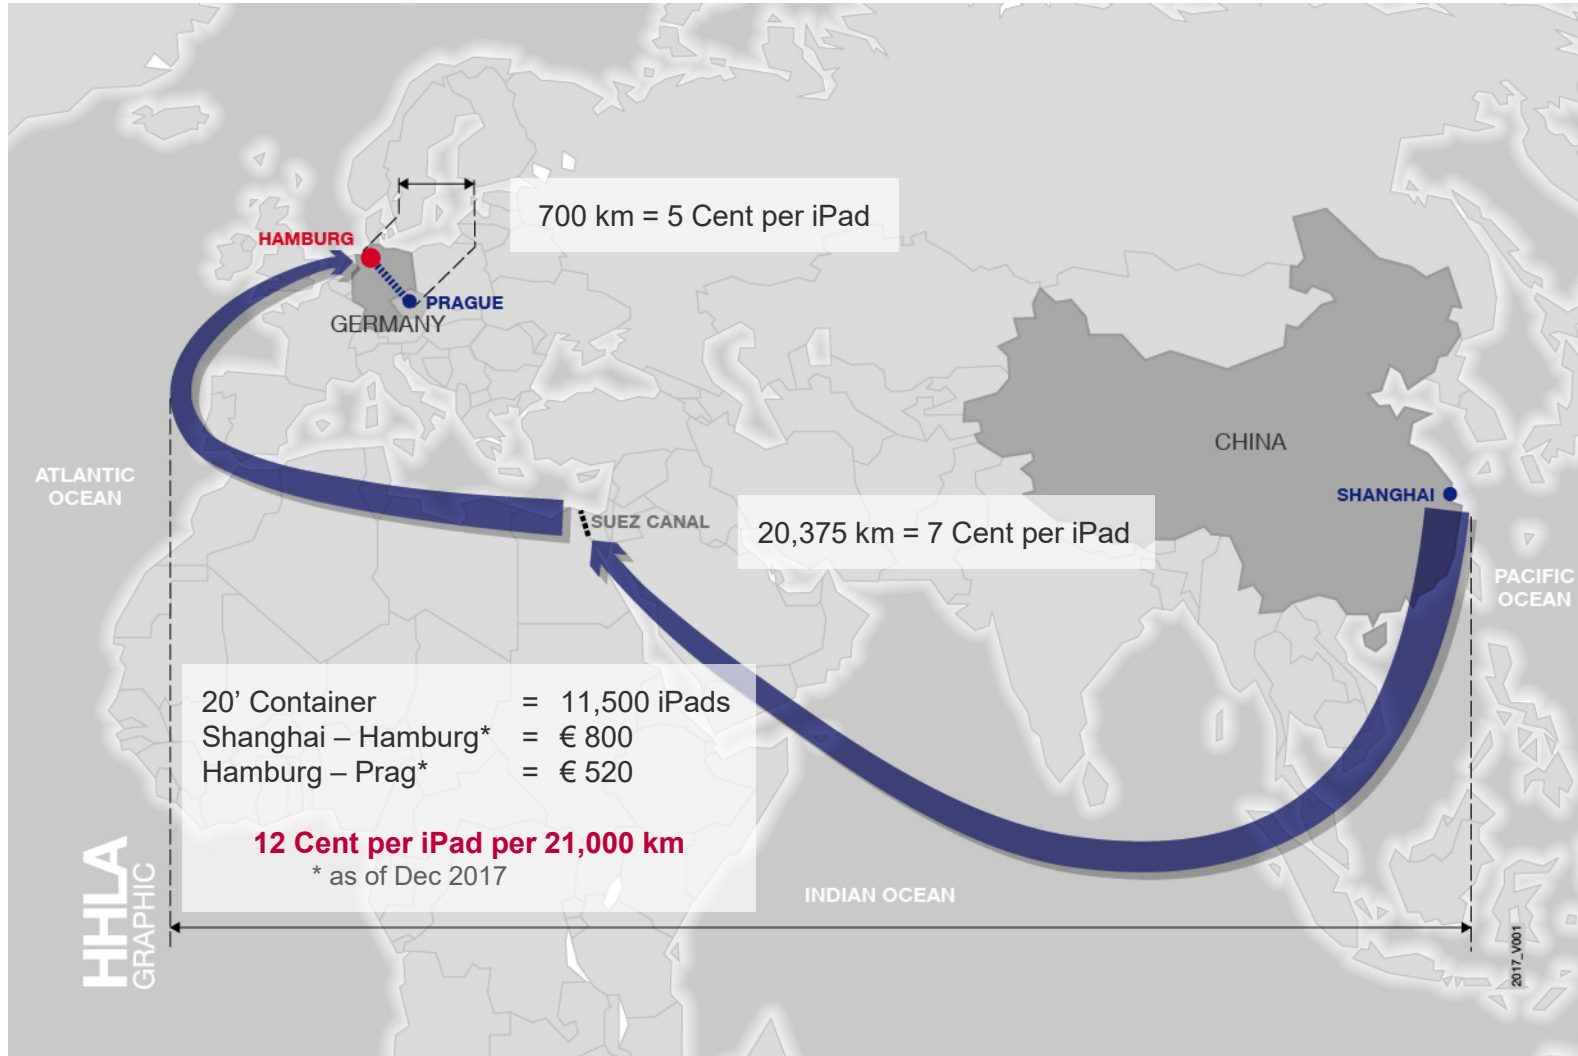 700 km = 5 Cent per iPad
HAMBURG
PRAGUE
GERMANY
CHINA
ATLANTIC
OCEAN
SHANGHAI
SUEZ CANAL
20,375 km = 7 Cent per iPad
PACIFIC
OCEAN
20’ Container = 11,500 iPads
Shanghai – Hamburg* = € 800
Hamburg – Prag* = € 520
12 Cent per iPad per 21,000 km
* as of Dec 2017
INDIAN OCEAN
HHLA
GRAPHIC
2017_V001